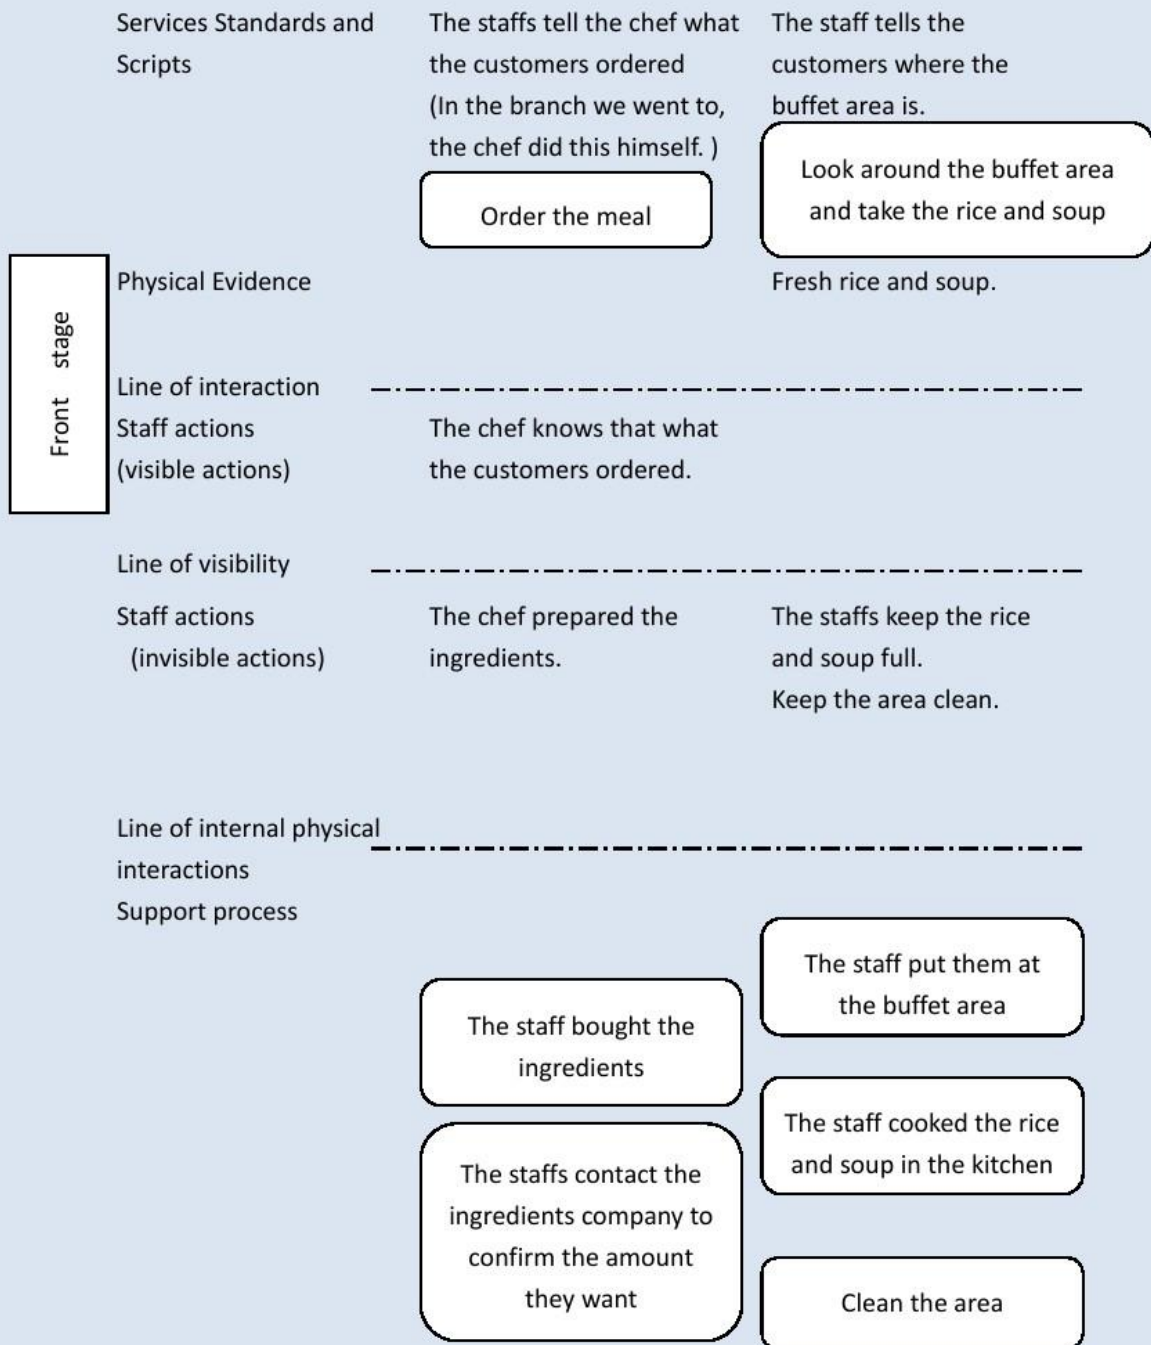 Services Standards and
Scripts
The staffs tell the chef what
the customers ordered
(In the branch we went to,
the chef did this himself. )
The staff tells the
customers where the
buffet area is.
Order the meal
Look around the buffet area
and take the rice and soup
Front stage
Physical Evidence
Fresh rice and soup.
Line of interaction
Staff actions
(visible actions)
The chef knows that what
the customers ordered.
Line of visibility
Staff actions
(invisible actions)
The chef prepared the
ingredients.
The staffs keep the rice
and soup full.
Keep the area clean.
Line of internal physical
interactions
Support process
The staff bought the
ingredients
The staffs contact the
ingredients company to
confirm the amount
they want
The staff put them at
the buffet area
The staff cooked the rice
and soup in the kitchen
Clean the area